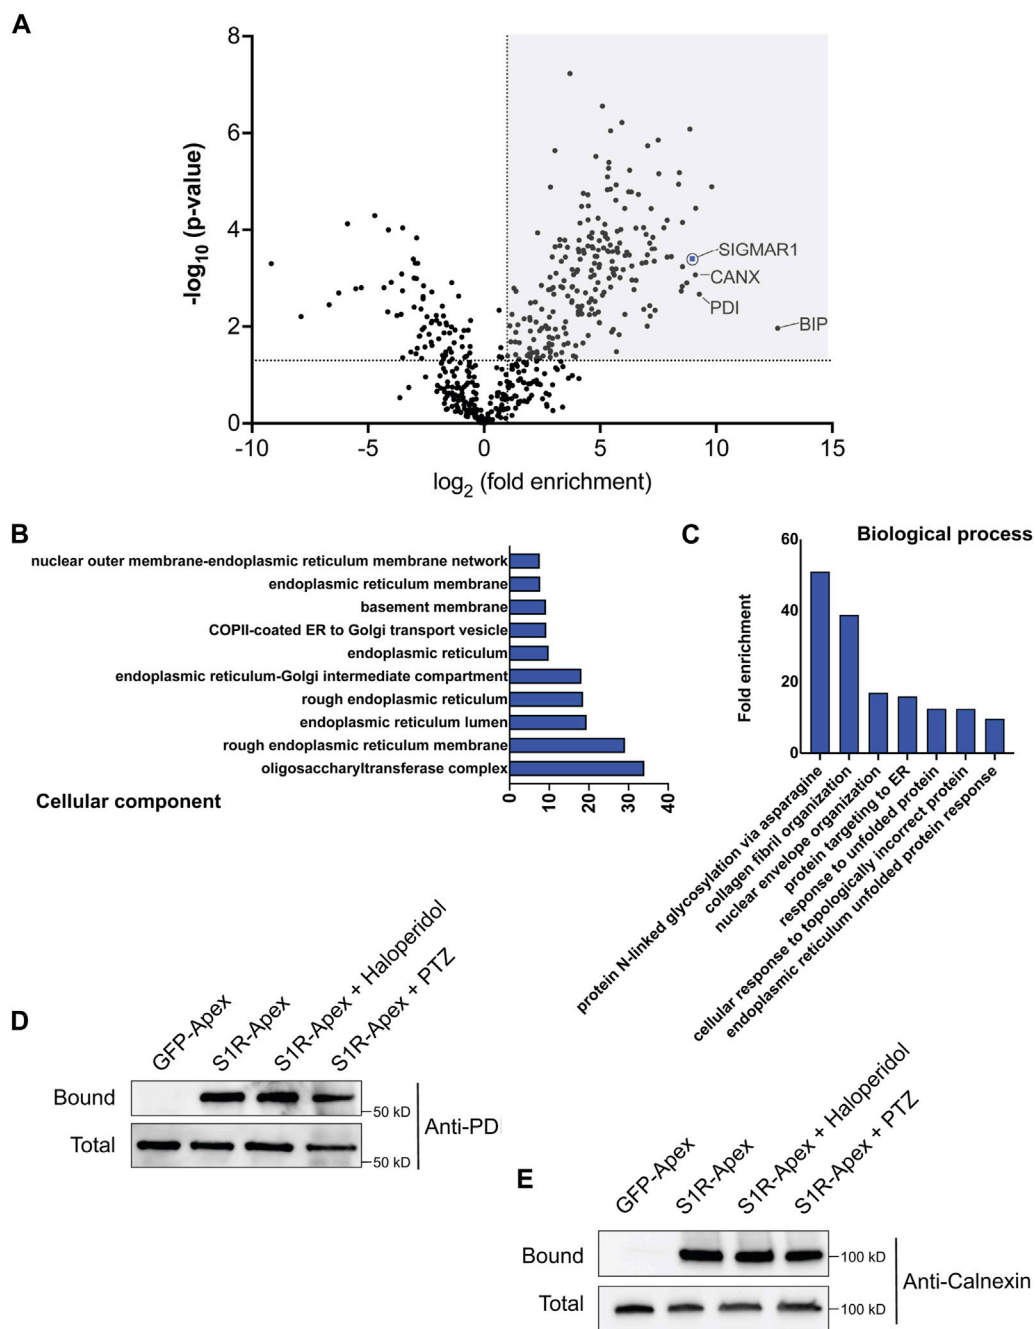 A
8
6
4
2
0
-log10 (p-value)
SIGMAR1
CANX
PDI
BIP
-10 -5 0 5 10 15
log2 (fold enrichment)
B
nuclear outer membrane-endoplasmic reticulum membrane network
endoplasmic reticulum membrane
basement membrane
COPII-coated ER to Golgi transport vesicle
endoplasmic reticulum
endoplasmic reticulum-Golgi intermediate compartment
rough endoplasmic reticulum
endoplasmic reticulum lumen
rough endoplasmic reticulum membrane
oligosaccharyltransferase complex
Cellular component
0 10 20 30 40
C
Biological process
60
40
20
0
Fold enrichment
protein N-linked glycosylation via asparagine
collagen fibril organization
nuclear envelope organization
protein targeting to ER
response to unfolded protein
cellular response to topologically incorrect protein
endoplasmic reticulum unfolded protein response
D
GFP-Apex
S1R-Apex
S1R-Apex + Haloperidol
S1R-Apex + PTZ
Bound
50 kD
Total
50 kD
Anti-PD
E
GFP-Apex
S1R-Apex
S1R-Apex + Haloperidol
S1R-Apex + PTZ
Bound
100 kD
Total
100 kD
Anti-Calnexin